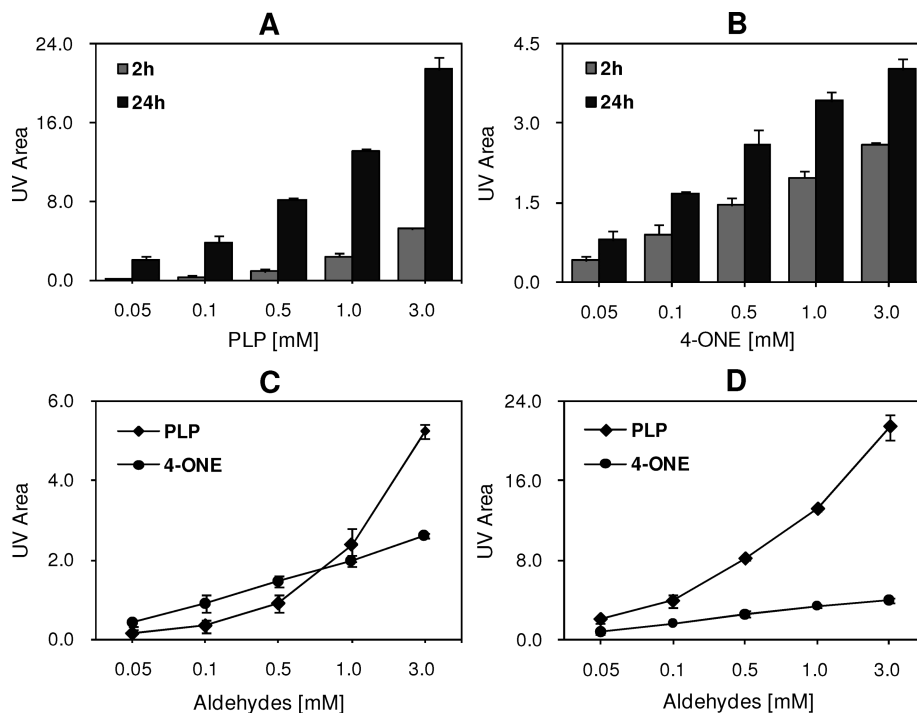 A
24.0
16.0
8.0
0.0
UV Area
2h
24h
0.05 0.1 0.5 1.0 3.0
PLP [mM]
B
4.5
3.0
1.5
0.0
UV Area
2h
24h
0.05 0.1 0.5 1.0 3.0
4-ONE [mM]
C
6.0
4.0
2.0
0.0
UV Area
PLP
4-ONE
0.05 0.1 0.5 1.0 3.0
Aldehydes [mM]
D
24.0
16.0
8.0
0.0
UV Area
PLP
4-ONE
0.05 0.1 0.5 1.0 3.0
Aldehydes [mM]